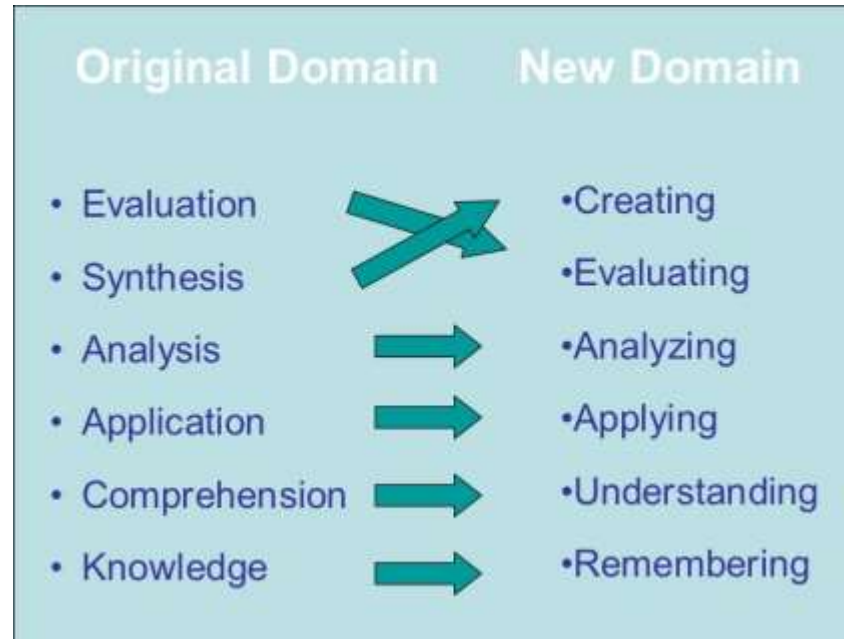 Original Domain New Domain
• Evaluation •Creating
• Synthesis •Evaluating
• Analysis •Analyzing
• Application •Applying
• Comprehension •Understanding
• Knowledge •Remembering